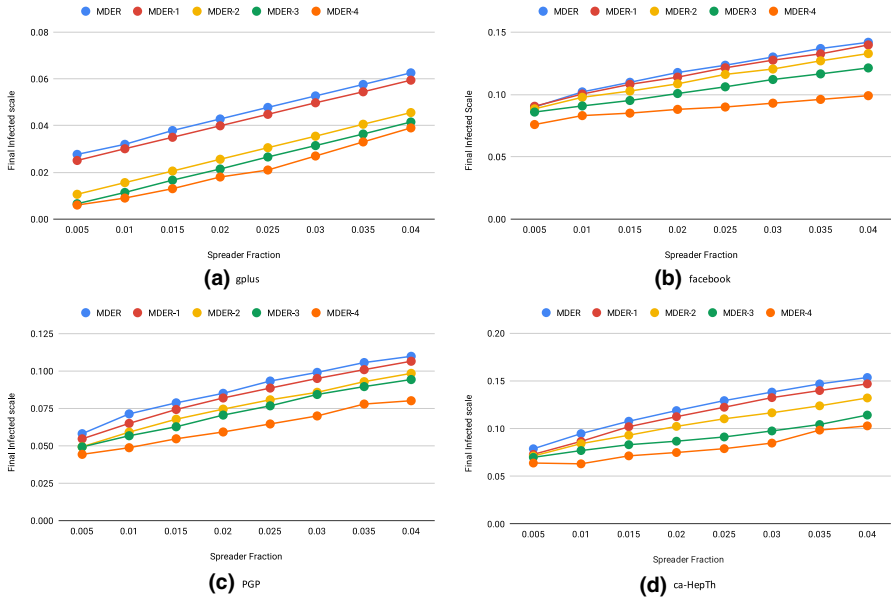 MDER MDER-1 MDER-2 MDER-3 MDER-4
Final Infected scale
0.08
0.06
0.04
0.02
0.00
0.005 0.01 0.015 0.02 0.025 0.03 0.035 0.04
Spreader Fraction
(a) gplus
MDER MDER-1 MDER-2 MDER-3 MDER-4
Final Infected Scale
0.15
0.10
0.05
0.00
0.005 0.01 0.015 0.02 0.025 0.03 0.035 0.04
Spreader Fraction
(b) facebook
MDER MDER-1 MDER-2 MDER-3 MDER-4
Final Infected scale
0.125
0.100
0.075
0.050
0.025
0.000
0.005 0.01 0.015 0.02 0.025 0.03 0.035 0.04
Spreader Fraction
(c) PGP
MDER MDER-1 MDER-2 MDER-3 MDER-4
Final Infected scale
0.20
0.15
0.10
0.05
0.00
0.005 0.01 0.015 0.02 0.025 0.03 0.035 0.04
Spreader Fraction
(d) ca-HepTh